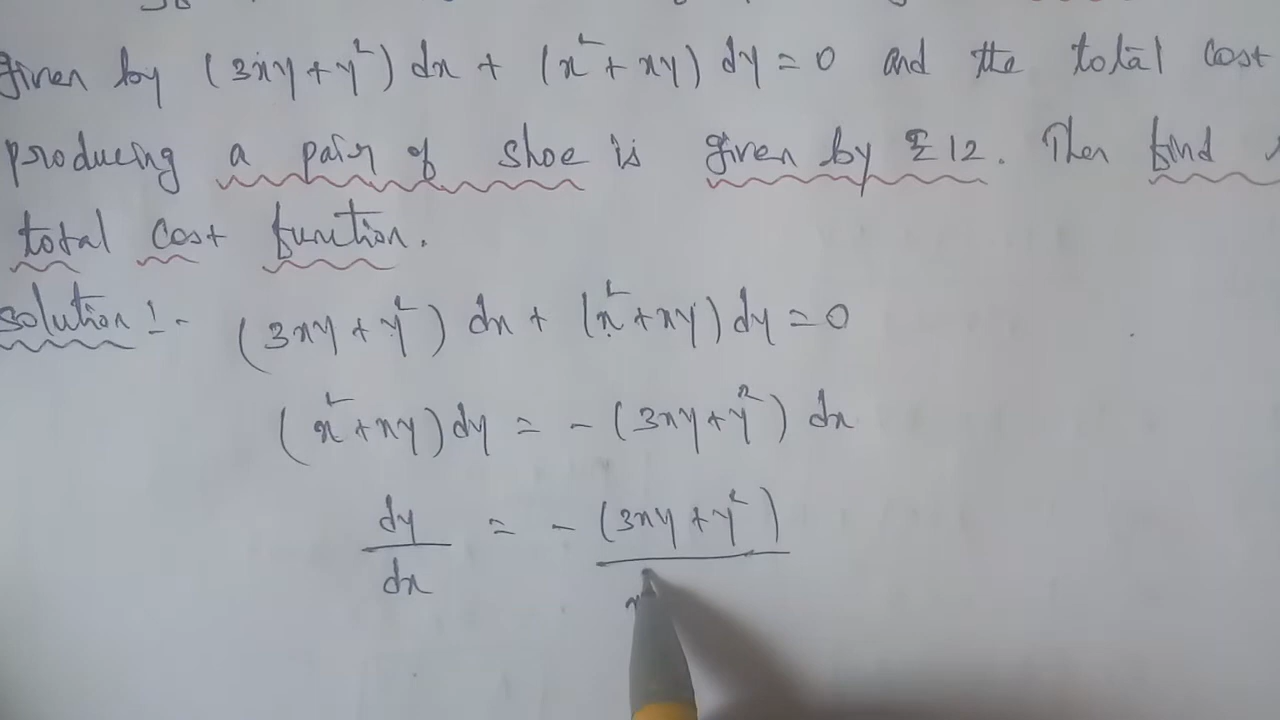 given by (3xy + y²) dx + (x² + xy) dy = 0 and the total cost
producing a pair of shoe is given by ₤12. Then find
total cost function.
solution :- (3xy + y²) dx + (x² + xy) dy = 0
(x² + xy) dy = - (3xy + y²) dx
dy/dx = - (3xy + y²)/